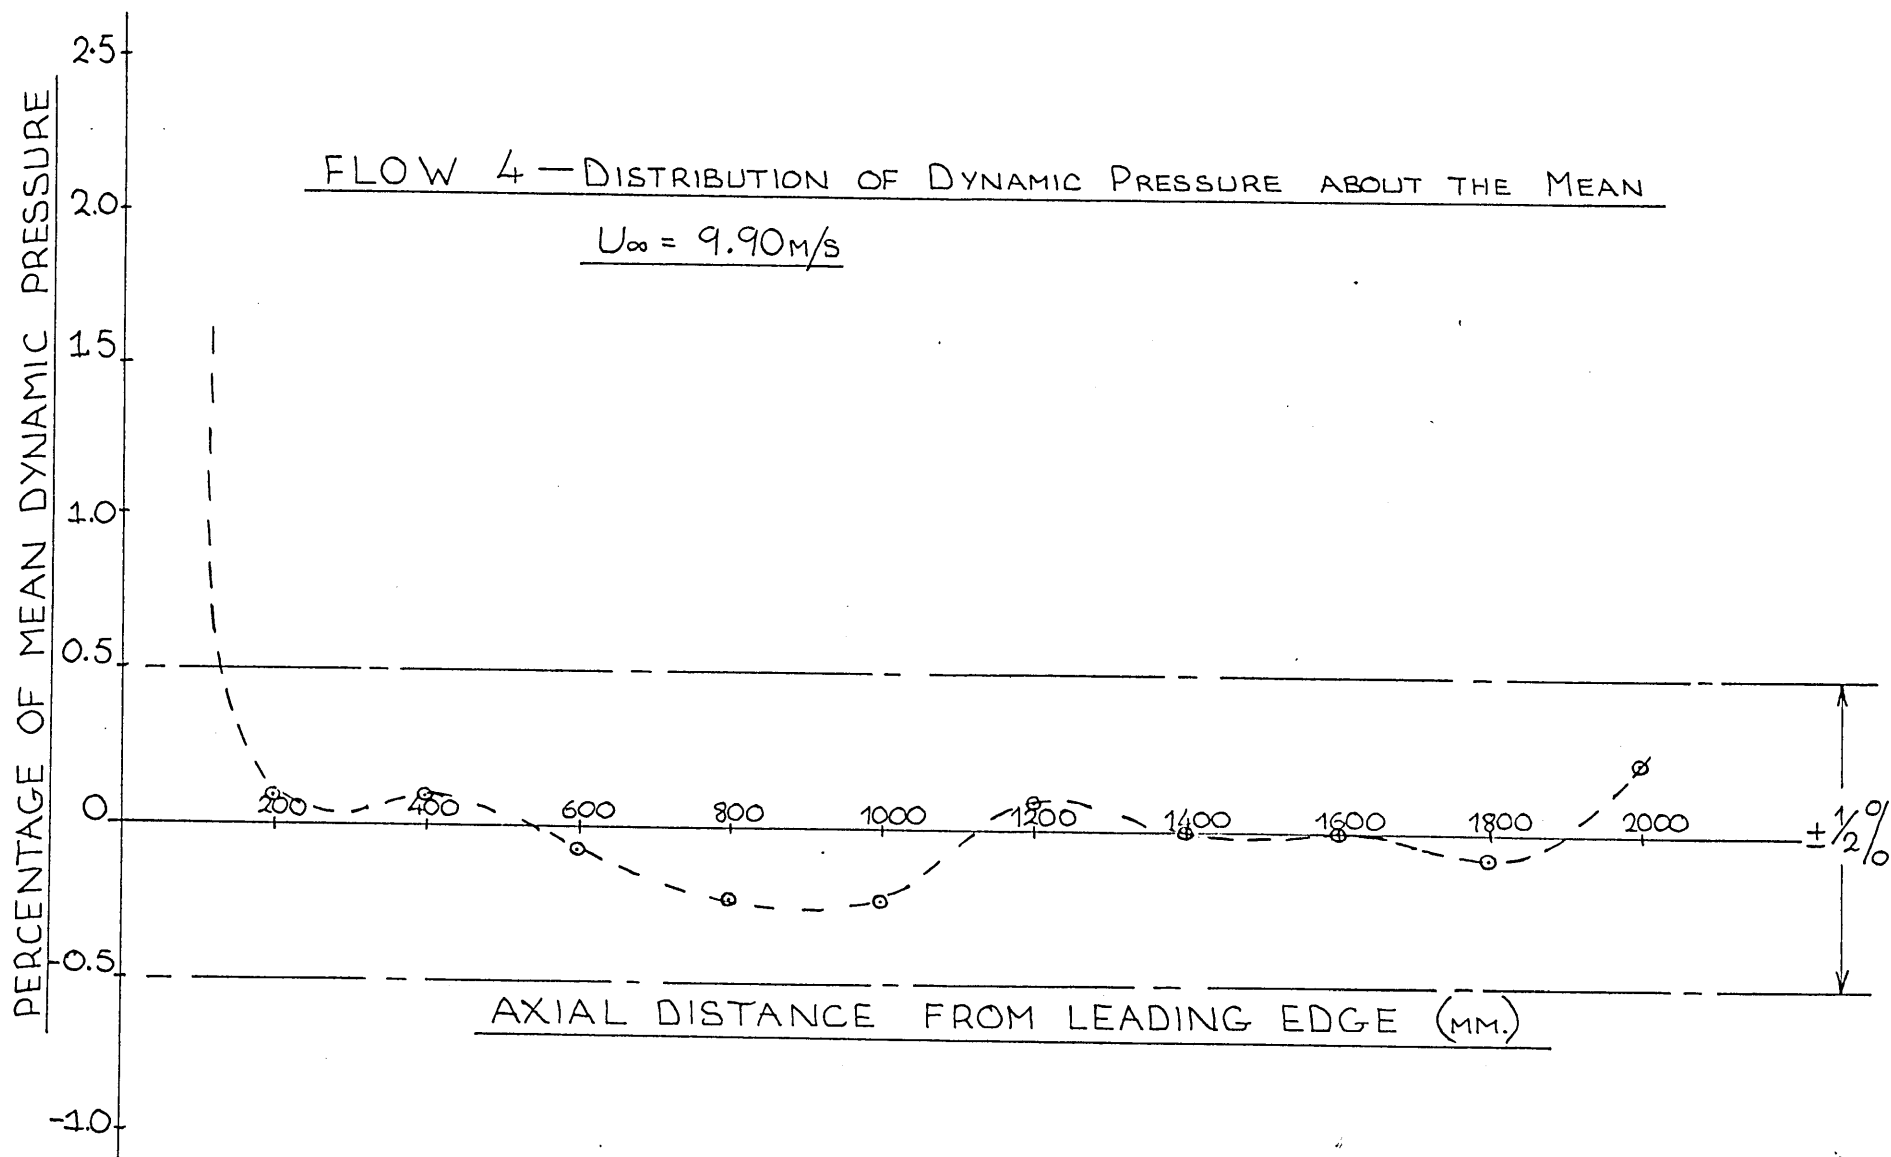 FLOW 4 — DISTRIBUTION OF DYNAMIC PRESSURE ABOUT THE MEAN
U∞ = 9.90 M/S
PERCENTAGE OF MEAN DYNAMIC PRESSURE
2.5
2.0
1.5
1.0
0.5
0
-0.5
-1.0
200 400 600 800 1000 1200 1400 1600 1800 2000
± 1/2 %
AXIAL DISTANCE FROM LEADING EDGE (MM.)